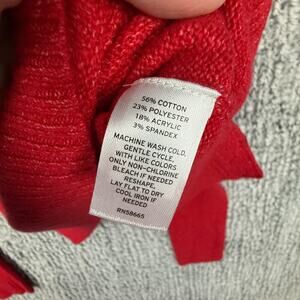 56% COTTON
23% POLYESTER
18% ACRYLIC
3% SPANDEX
MACHINE WASH COLD,
GENTLE CYCLE,
WITH LIKE COLORS
ONLY NON-CHLORINE
BLEACH IF NEEDED
RESHAPE,
LAY FLAT TO DRY
COOL IRON IF
NEEDED
RN58665